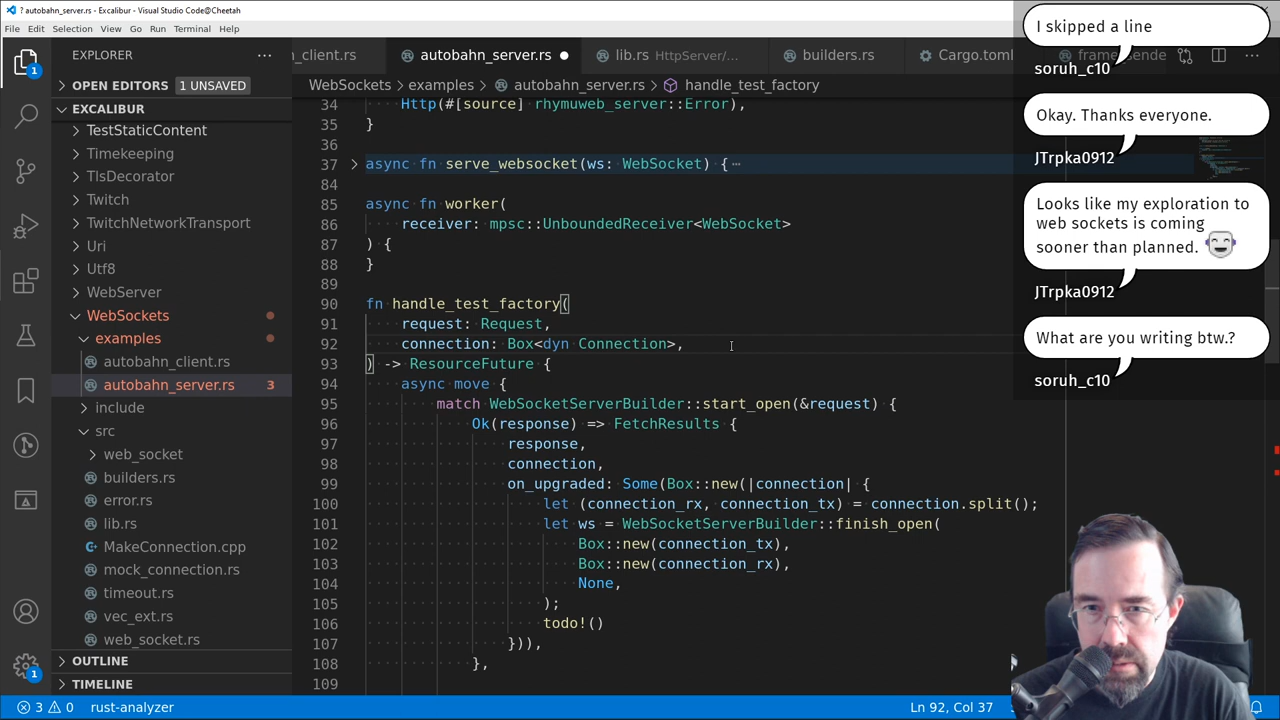 ? autobahn_server.rs - Excalibur - Visual Studio Code@Cheetah
File Edit Selection View Go Run Terminal Help
EXPLORER
OPEN EDITORS 1 UNSAVED
EXCALIBUR
TestStaticContent
Timekeeping
TlsDecorator
Twitch
TwitchNetworkTransport
Uri
Utf8
WebServer
WebSockets
examples
autobahn_client.rs
autobahn_server.rs 3
include
src
web_socket
builders.rs
error.rs
lib.rs
MakeConnection.cpp
mock_connection.rs
timeout.rs
vec_ext.rs
web_socket.rs
OUTLINE
TIMELINE
1
1
n_client.rs autobahn_server.rs lib.rs HttpServer/... builders.rs Cargo.toml
WebSockets > examples > autobahn_server.rs > handle_test_factory
34 Http(#[source] rhymuweb_server::Error),
35 }
36
37 async fn serve_websocket(ws: WebSocket) {⋯
84
85 async fn worker(
86 receiver: mpsc::UnboundedReceiver<WebSocket>
87 ) {
88 }
89
90 fn handle_test_factory(
91 request: Request,
92 connection: Box<dyn Connection>,
93 ) -> ResourceFuture {
94 async move {
95 match WebSocketServerBuilder::start_open(&request) {
96 Ok(response) => FetchResults {
97 response,
98 connection,
99 on_upgraded: Some(Box::new(|connection| {
100 let (connection_rx, connection_tx) = connection.split();
101 let ws = WebSocketServerBuilder::finish_open(
102 Box::new(connection_tx),
103 Box::new(connection_rx),
104 None,
105 );
106 todo!()
107 })),
108 },
109
I skipped a line
soruh_c10
Okay. Thanks everyone.
JTrpka0912
Looks like my exploration to
web sockets is coming
sooner than planned.
JTrpka0912
What are you writing btw.?
soruh_c10
3 0 rust-analyzer
Ln 92, Col 37